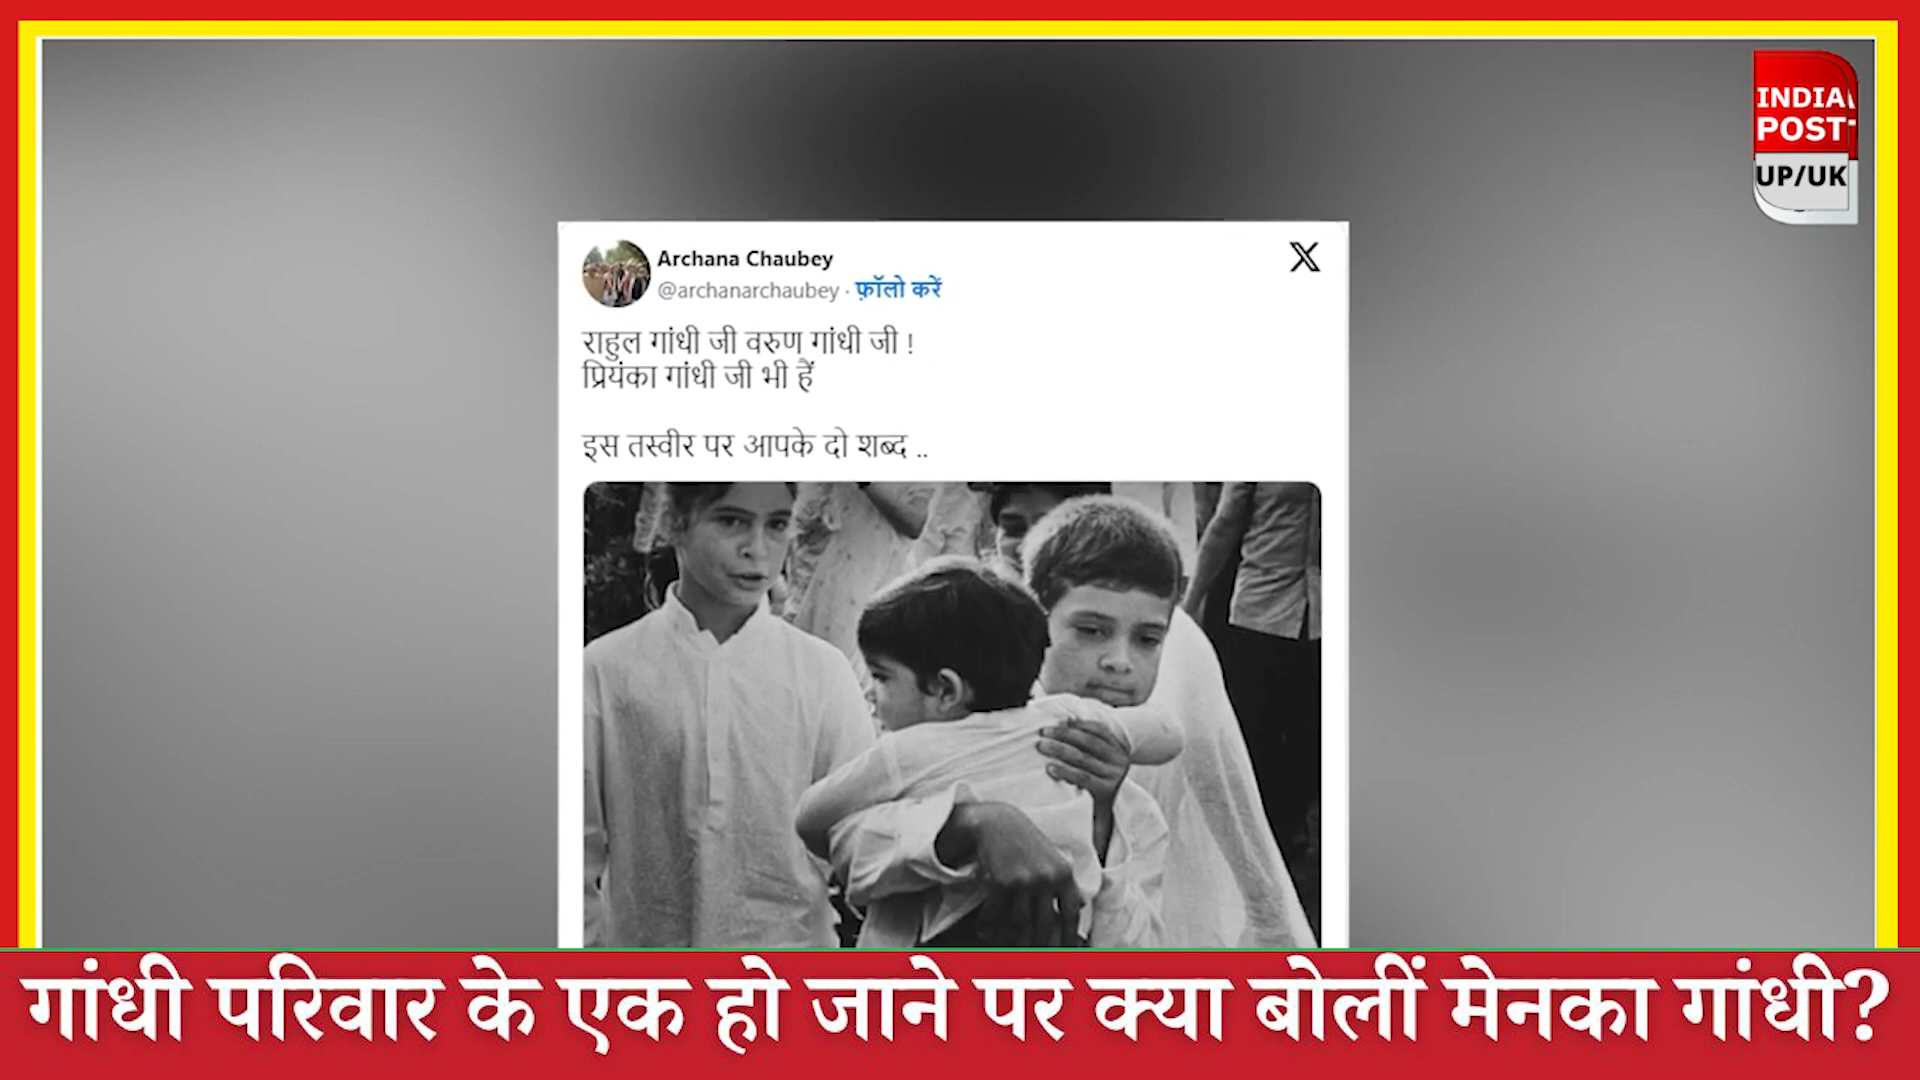 INDIA
POST
UP/UK
Archana Chaubey
@archanarchaubey · फ़ॉलो करें
राहुल गांधी जी वरुण गांधी जी !
प्रियंका गांधी जी भी हैं
इस तस्वीर पर आपके दो शब्द ..
गांधी परिवार के एक हो जाने पर क्या बोलीं मेनका गांधी?